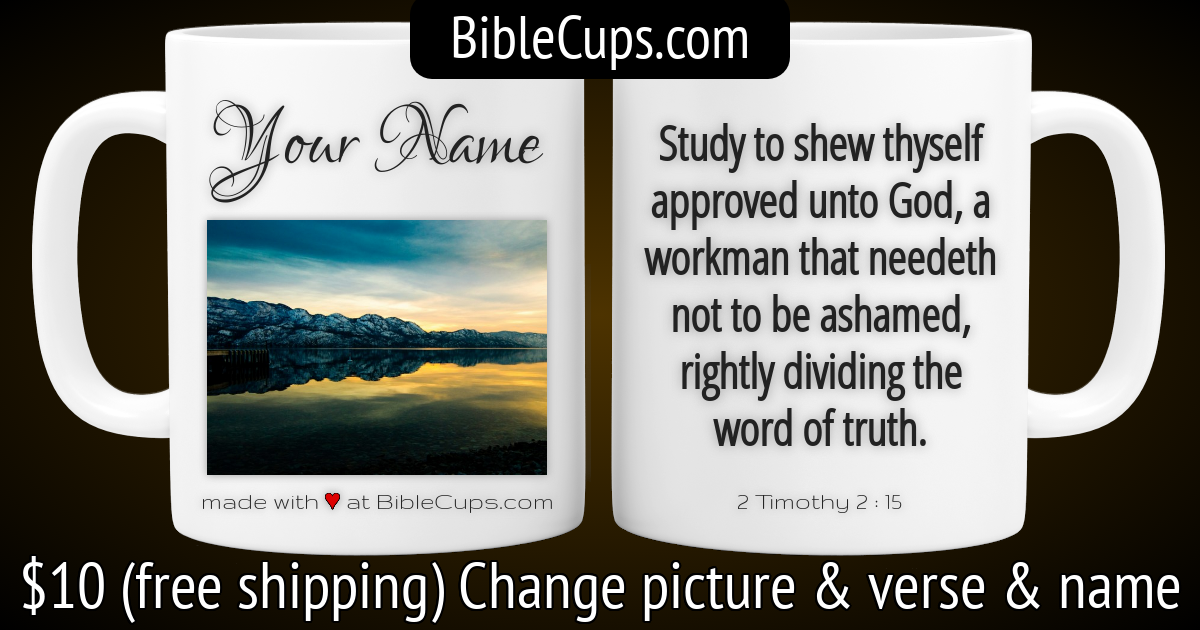 BibleCups.com
Your Name
made with ❤ at BibleCups.com
Study to shew thyself
approved unto God, a
workman that needeth
not to be ashamed,
rightly dividing the
word of truth.
2 Timothy 2 : 15
$10 (free shipping) Change picture & verse & name